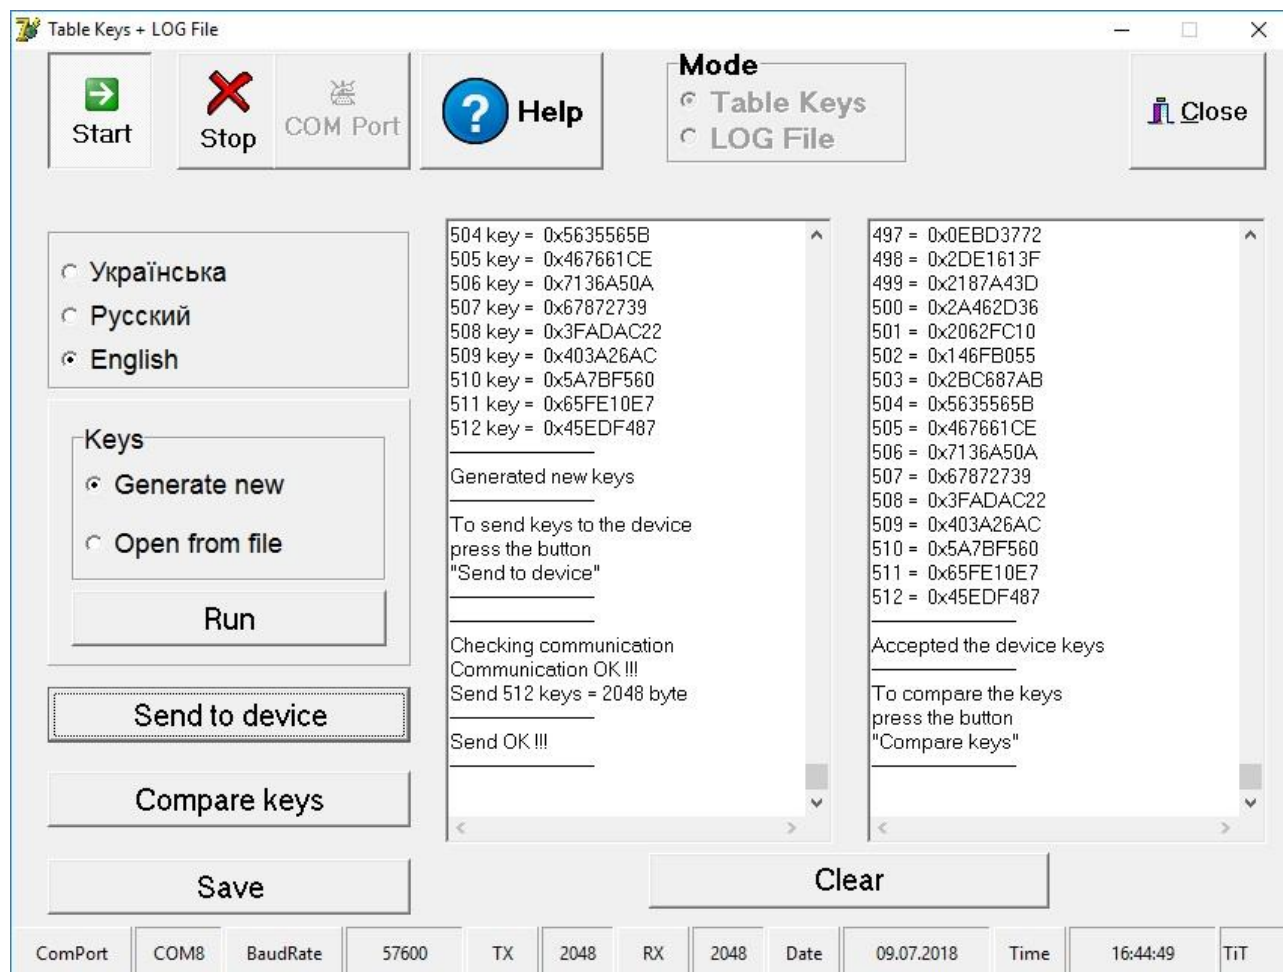 Table Keys + LOG File
Start
Stop
COM Port
? Help
Mode
Table Keys
LOG File
Close
Українська
Русский
English
Keys
Generate new
Open from file
Run
Send to device
Compare keys
Save
504 key = 0x5635565B
505 key = 0x467661CE
506 key = 0x7136A50A
507 key = 0x67872739
508 key = 0x3FADAC22
509 key = 0x403A26AC
510 key = 0x5A7BF560
511 key = 0x65FE10E7
512 key = 0x45EDF487
Generated new keys
To send keys to the device
press the button
"Send to device"
Checking communication
Communication OK !!!
Send 512 keys = 2048 byte
Send OK !!!
497 = 0x0EBD3772
498 = 0x2DE1613F
499 = 0x2187A43D
500 = 0x2A462D36
501 = 0x2062FC10
502 = 0x146FB055
503 = 0x2BC687AB
504 = 0x5635565B
505 = 0x467661CE
506 = 0x7136A50A
507 = 0x67872739
508 = 0x3FADAC22
509 = 0x403A26AC
510 = 0x5A7BF560
511 = 0x65FE10E7
512 = 0x45EDF487
Accepted the device keys
To compare the keys
press the button
"Compare keys"
Clear
ComPort COM8 BaudRate 57600 TX 2048 RX 2048 Date 09.07.2018 Time 16:44:49 TiT